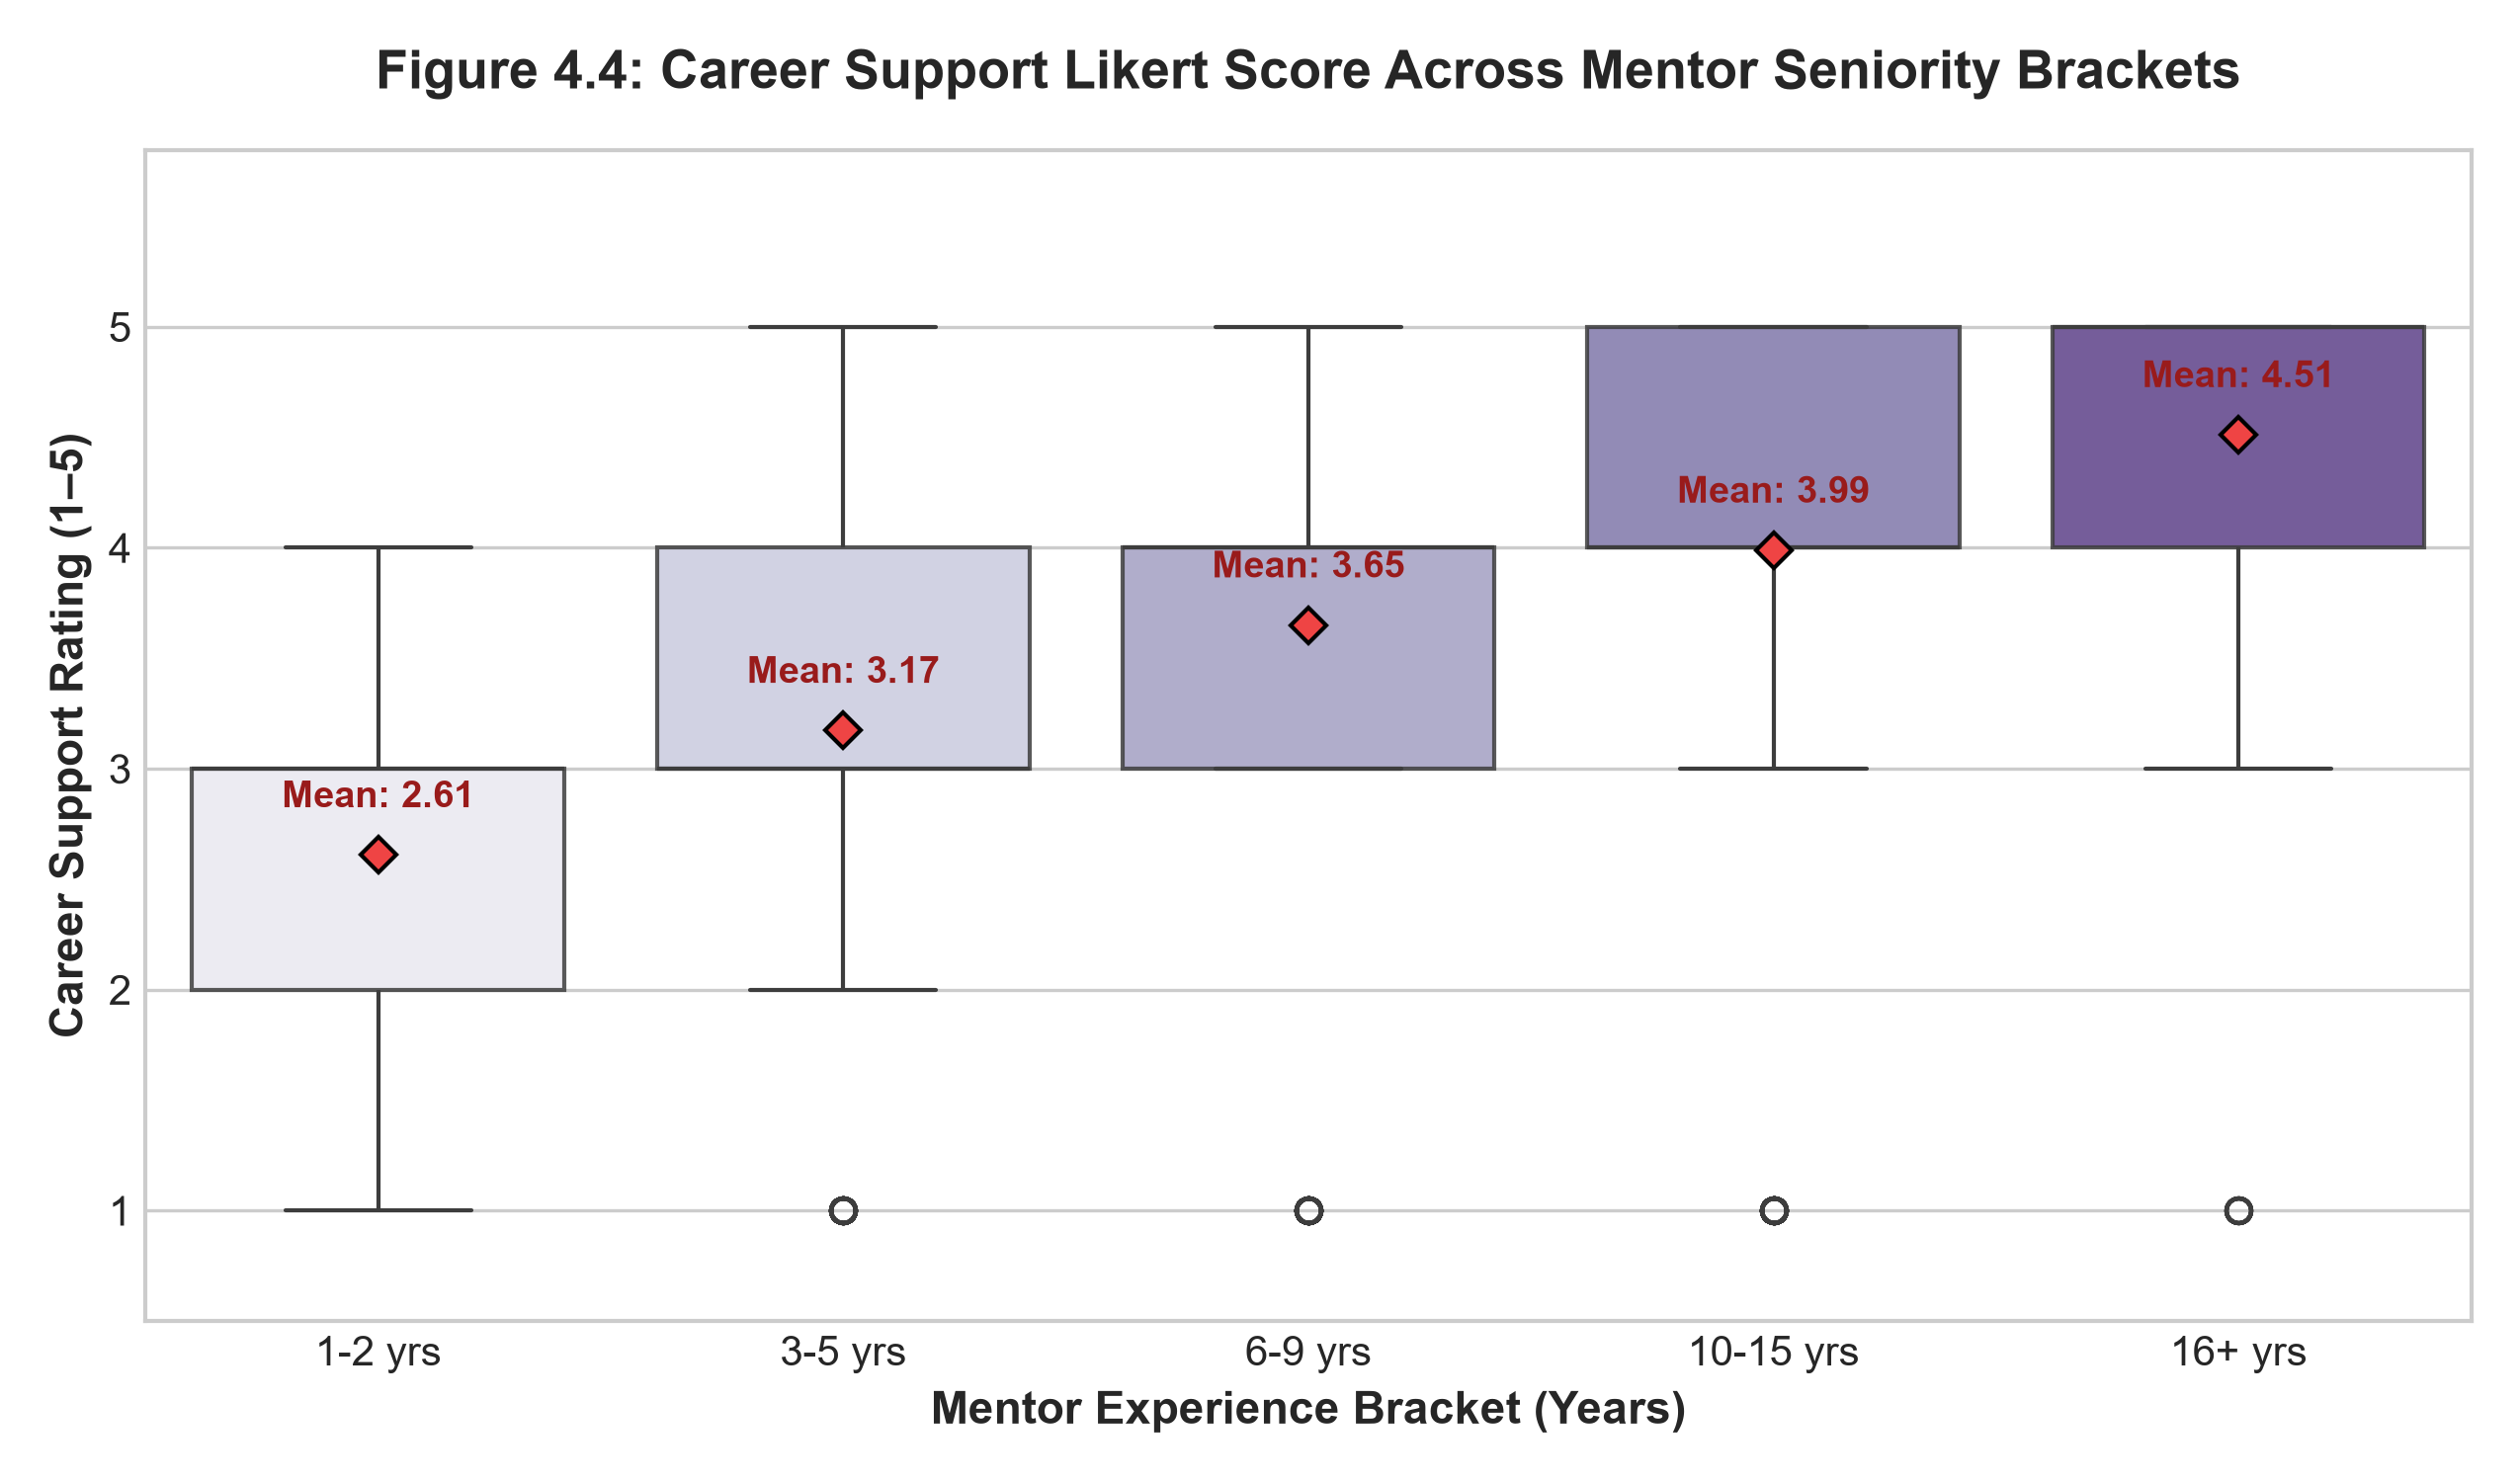 Figure 4.4: Career Support Likert Score Across Mentor Seniority Brackets
Career Support Rating (1–5)
5
4
3
2
1
Mean: 2.61
Mean: 3.17
Mean: 3.65
Mean: 3.99
Mean: 4.51
1-2 yrs
3-5 yrs
6-9 yrs
10-15 yrs
16+ yrs
Mentor Experience Bracket (Years)